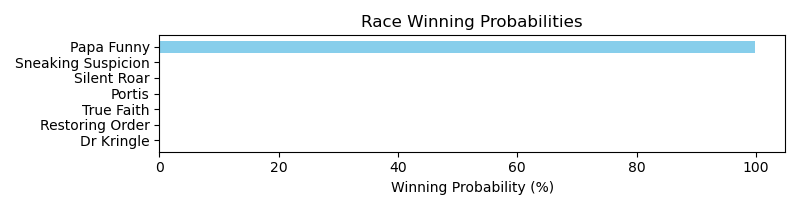 Race Winning Probabilities
Papa Funny
Sneaking Suspicion
Silent Roar
Portis
True Faith
Restoring Order
Dr Kringle
0 20 40 60 80 100
Winning Probability (%)